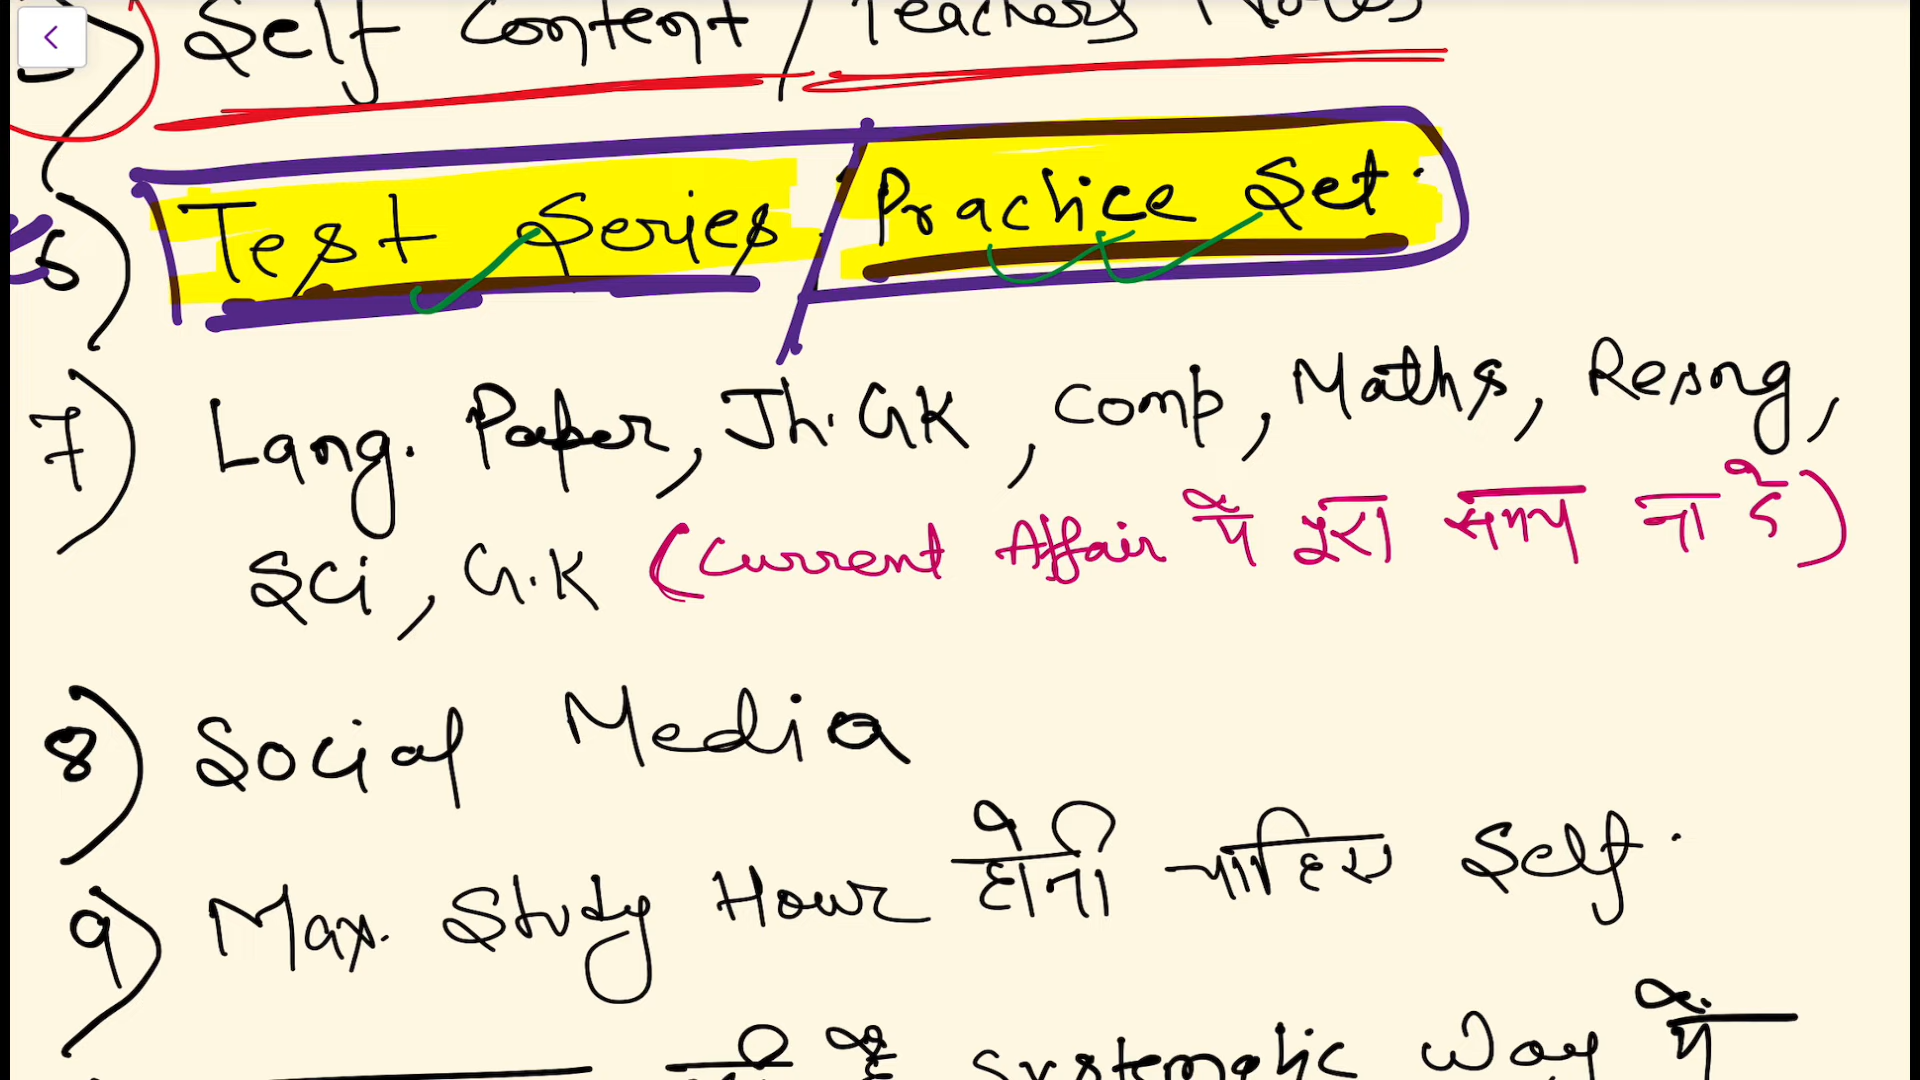 5) Self Content / Teachers Notes
6) Test Series / Practice Set.
7) Lang. Paper, Jh. GK, Comp, Maths, Resng,
Sci, G.K (Current Affair में पूरा समय ना दें)
8) Social Media
9) Max. Study Hour होनी चाहिए Self.
systematic way में